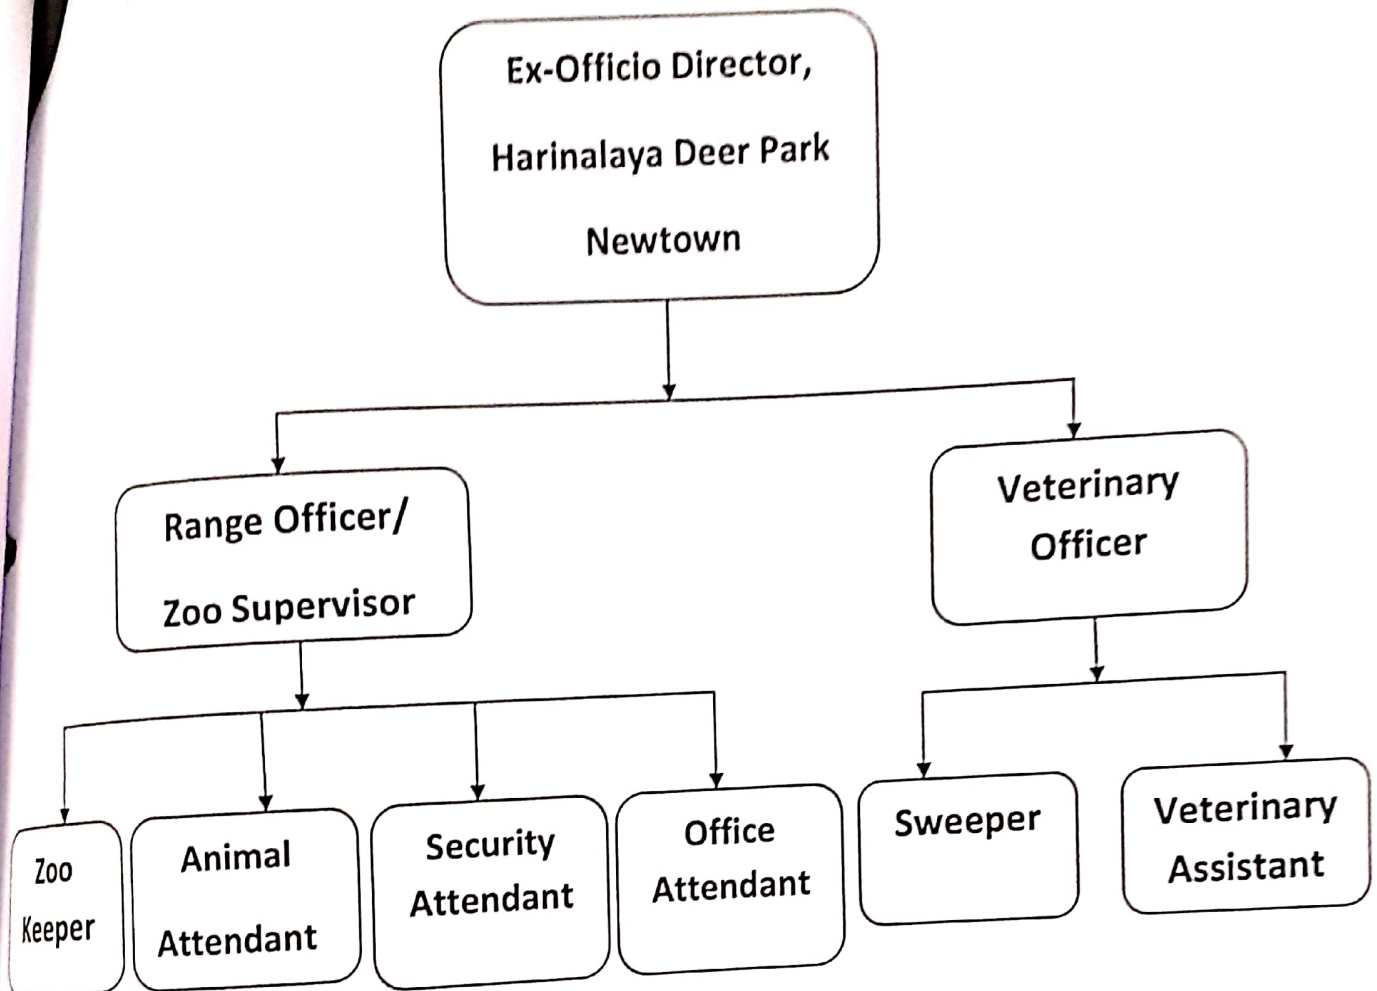 Ex-Officio Director,
Harinalaya Deer Park
Newtown
Range Officer/
Zoo Supervisor
Veterinary
Officer
Zoo
Keeper
Animal
Attendant
Security
Attendant
Office
Attendant
Sweeper
Veterinary
Assistant